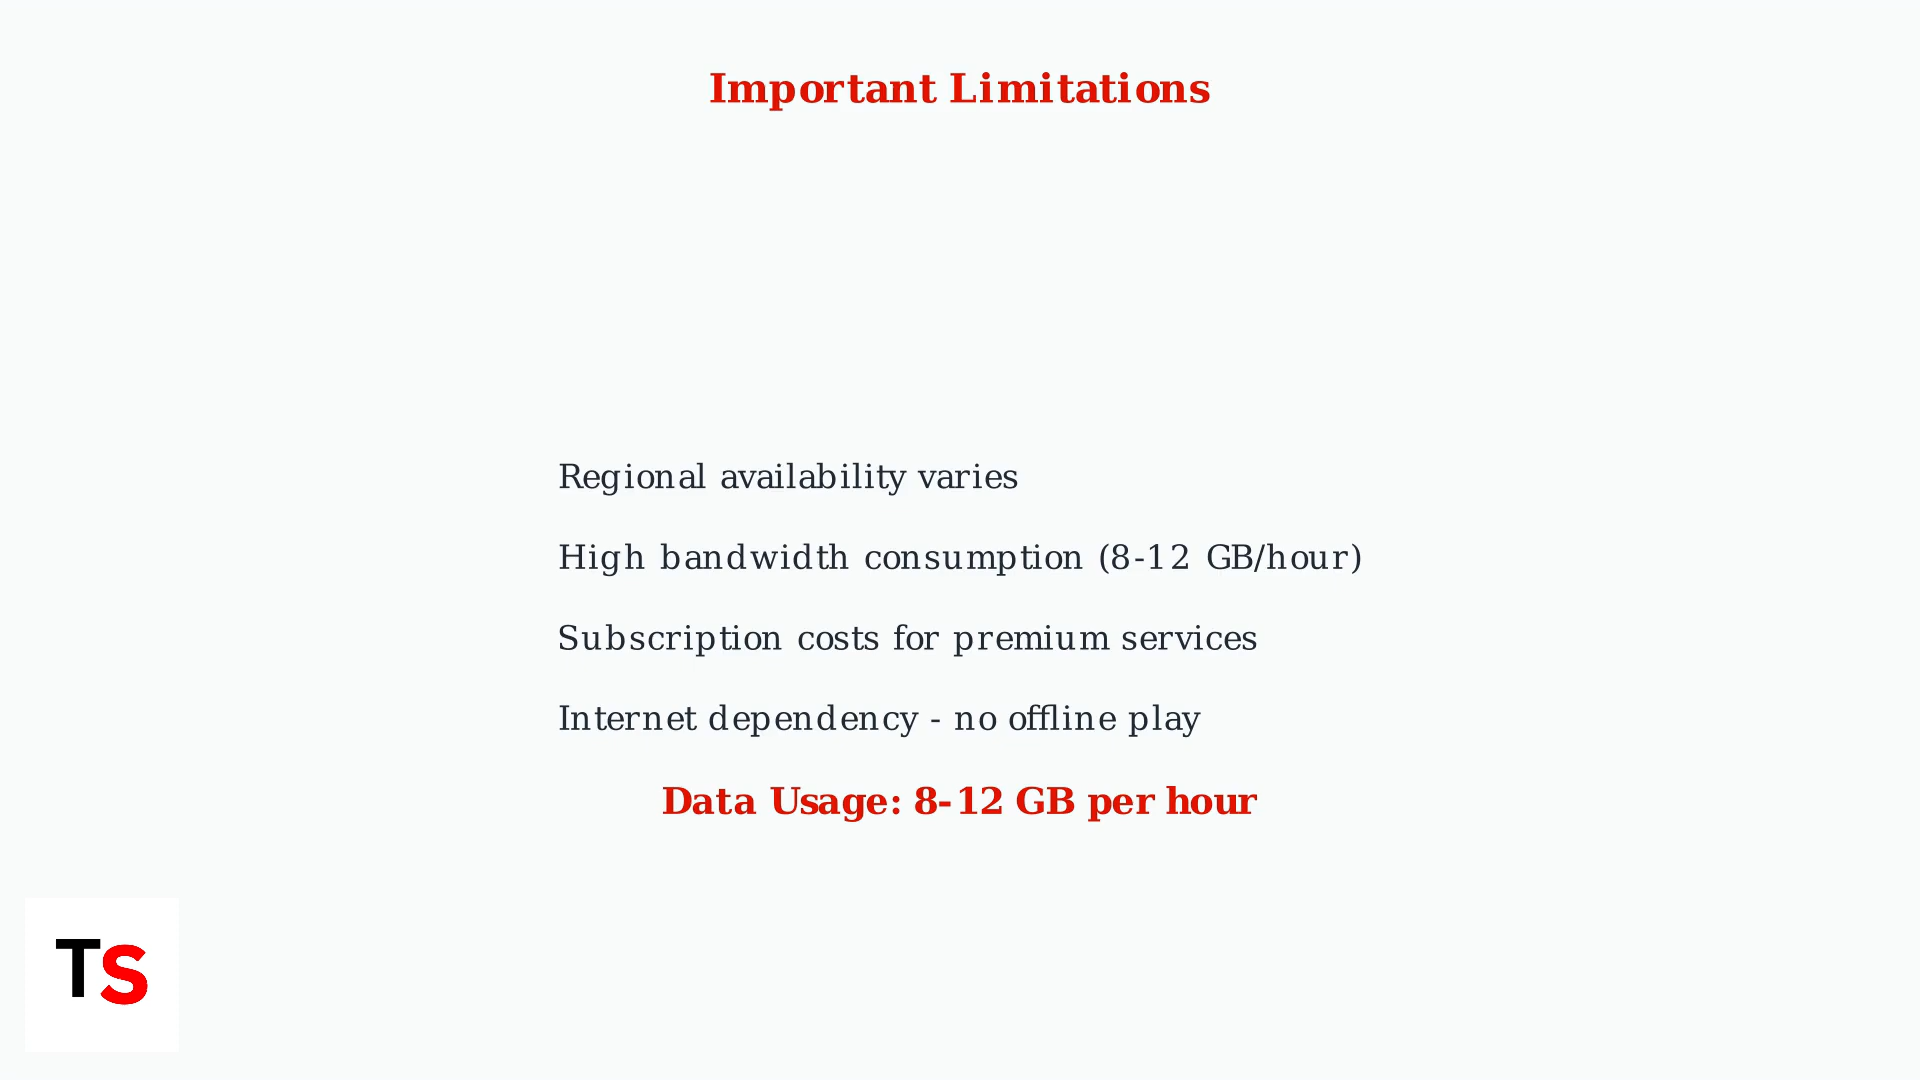 Important Limitations
Regional availability varies
High bandwidth consumption (8-12 GB/hour)
Subscription costs for premium services
Internet dependency - no offline play
Data Usage: 8-12 GB per hour
TS